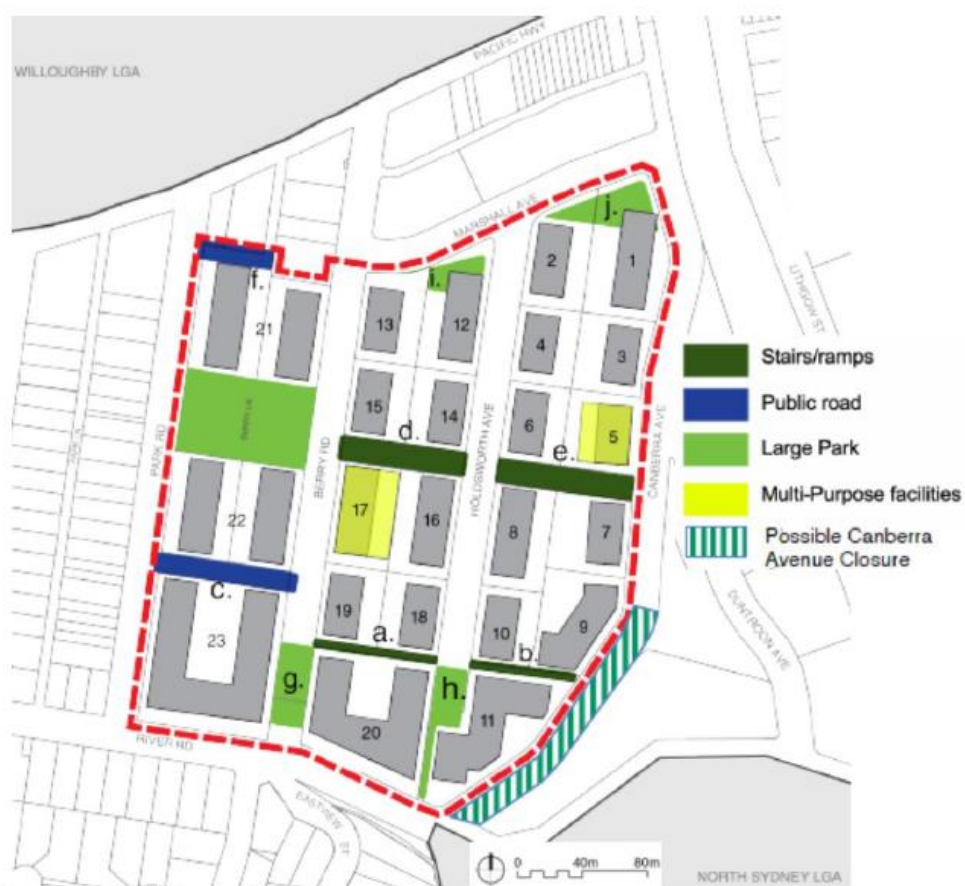 PACIFIC HWY
WILLOUGHBY LGA
MARSHALL AVE
j.
2
1
LITHGOW ST
f.
i.
21
13
12
4
3
Stairs/ramps
Public road
Large Park
Multi-Purpose facilities
Possible Canberra
Avenue Closure
15
14
6
5
d.
e.
PARK RD
BERRY RD
HOLDSWORTH AVE
CANBERRA AVE
22
17
16
8
7
c.
19
18
10
9
a.
b.
DUNTROON AVE
23
g.
h.
20
11
RIVER RD
EASTVIEW ST
0 40m 80m
NORTH SYDNEY LGA